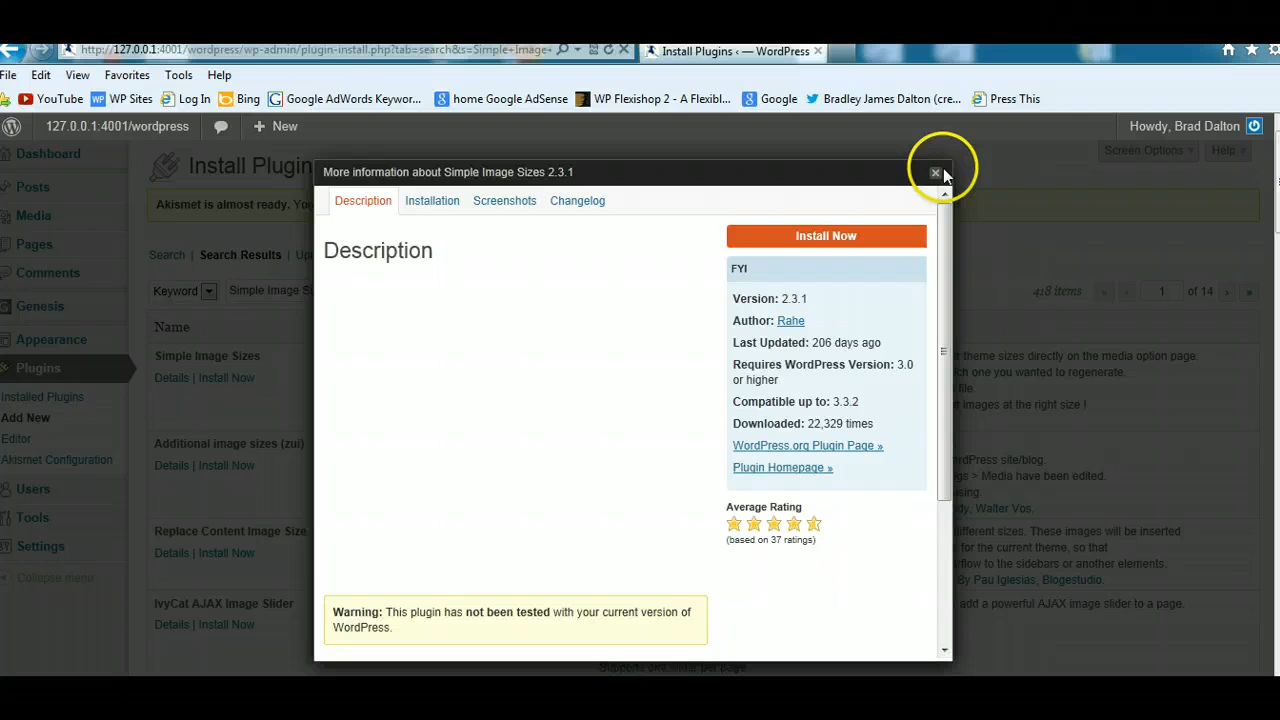 http://127.0.0.1:4001/wordpress/wp-admin/plugin-install.php?tab=search&s=Simple+Image+
Install Plugins ‹ — WordPress
File Edit View Favorites Tools Help
YouTube WP Sites Log In Bing Google AdWords Keywor... home Google AdSense WP Flexishop 2 - A Flexibl... Google Bradley James Dalton (cre... Press This
127.0.0.1:4001/wordpress + New Howdy, Brad Dalton
Dashboard
Posts
Media
Pages
Comments
Genesis
Appearance
Plugins
Installed Plugins
Add New
Editor
Akismet Configuration
Users
Tools
Settings
Collapse menu
Screen Options Help
Install Plugin
Akismet is almost ready. Yo
Search | Search Results | Up
Keyword Simple Image Si
418 items « ‹ 1 of 14 › »
Name
Simple Image Sizes
Details | Install Now
t theme sizes directly on the media option page.
ch one you wanted to regenerate.
file.
rt images at the right size !
Additional image sizes (zui)
Details | Install Now
rdPress site/blog.
gs > Media have been edited.
sing.
dy, Walter Vos.
Replace Content Image Size
Details | Install Now
different sizes. These images will be inserted
s for the current theme, so that
rflow to the sidebars or another elements.
By Pau Iglesias, Blogestudio.
IvyCat AJAX Image Slider
Details | Install Now
add a powerful AJAX image slider to a page.
More information about Simple Image Sizes 2.3.1
Description Installation Screenshots Changelog
Description
Install Now
FYI
Version: 2.3.1
Author: Rahe
Last Updated: 206 days ago
Requires WordPress Version: 3.0
or higher
Compatible up to: 3.3.2
Downloaded: 22,329 times
WordPress.org Plugin Page »
Plugin Homepage »
Average Rating
(based on 37 ratings)
Warning: This plugin has not been tested with your current version of
WordPress.
per page